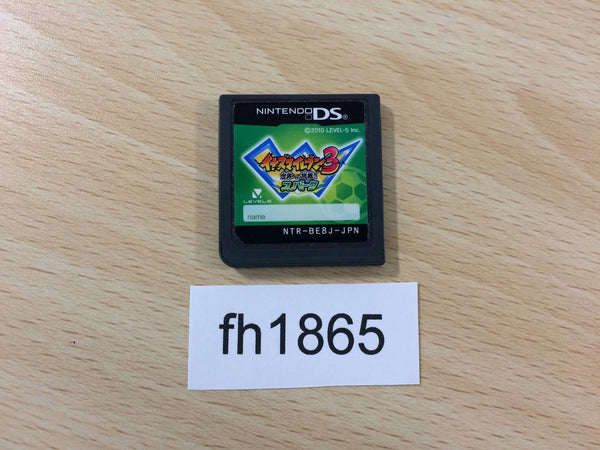 NINTENDO DS®
©2010 LEVEL-5 Inc.
イナズマイレブン3
世界への挑戦!!
スパーク
LEVEL5
name
NTR-BE8J-JPN
fh1865